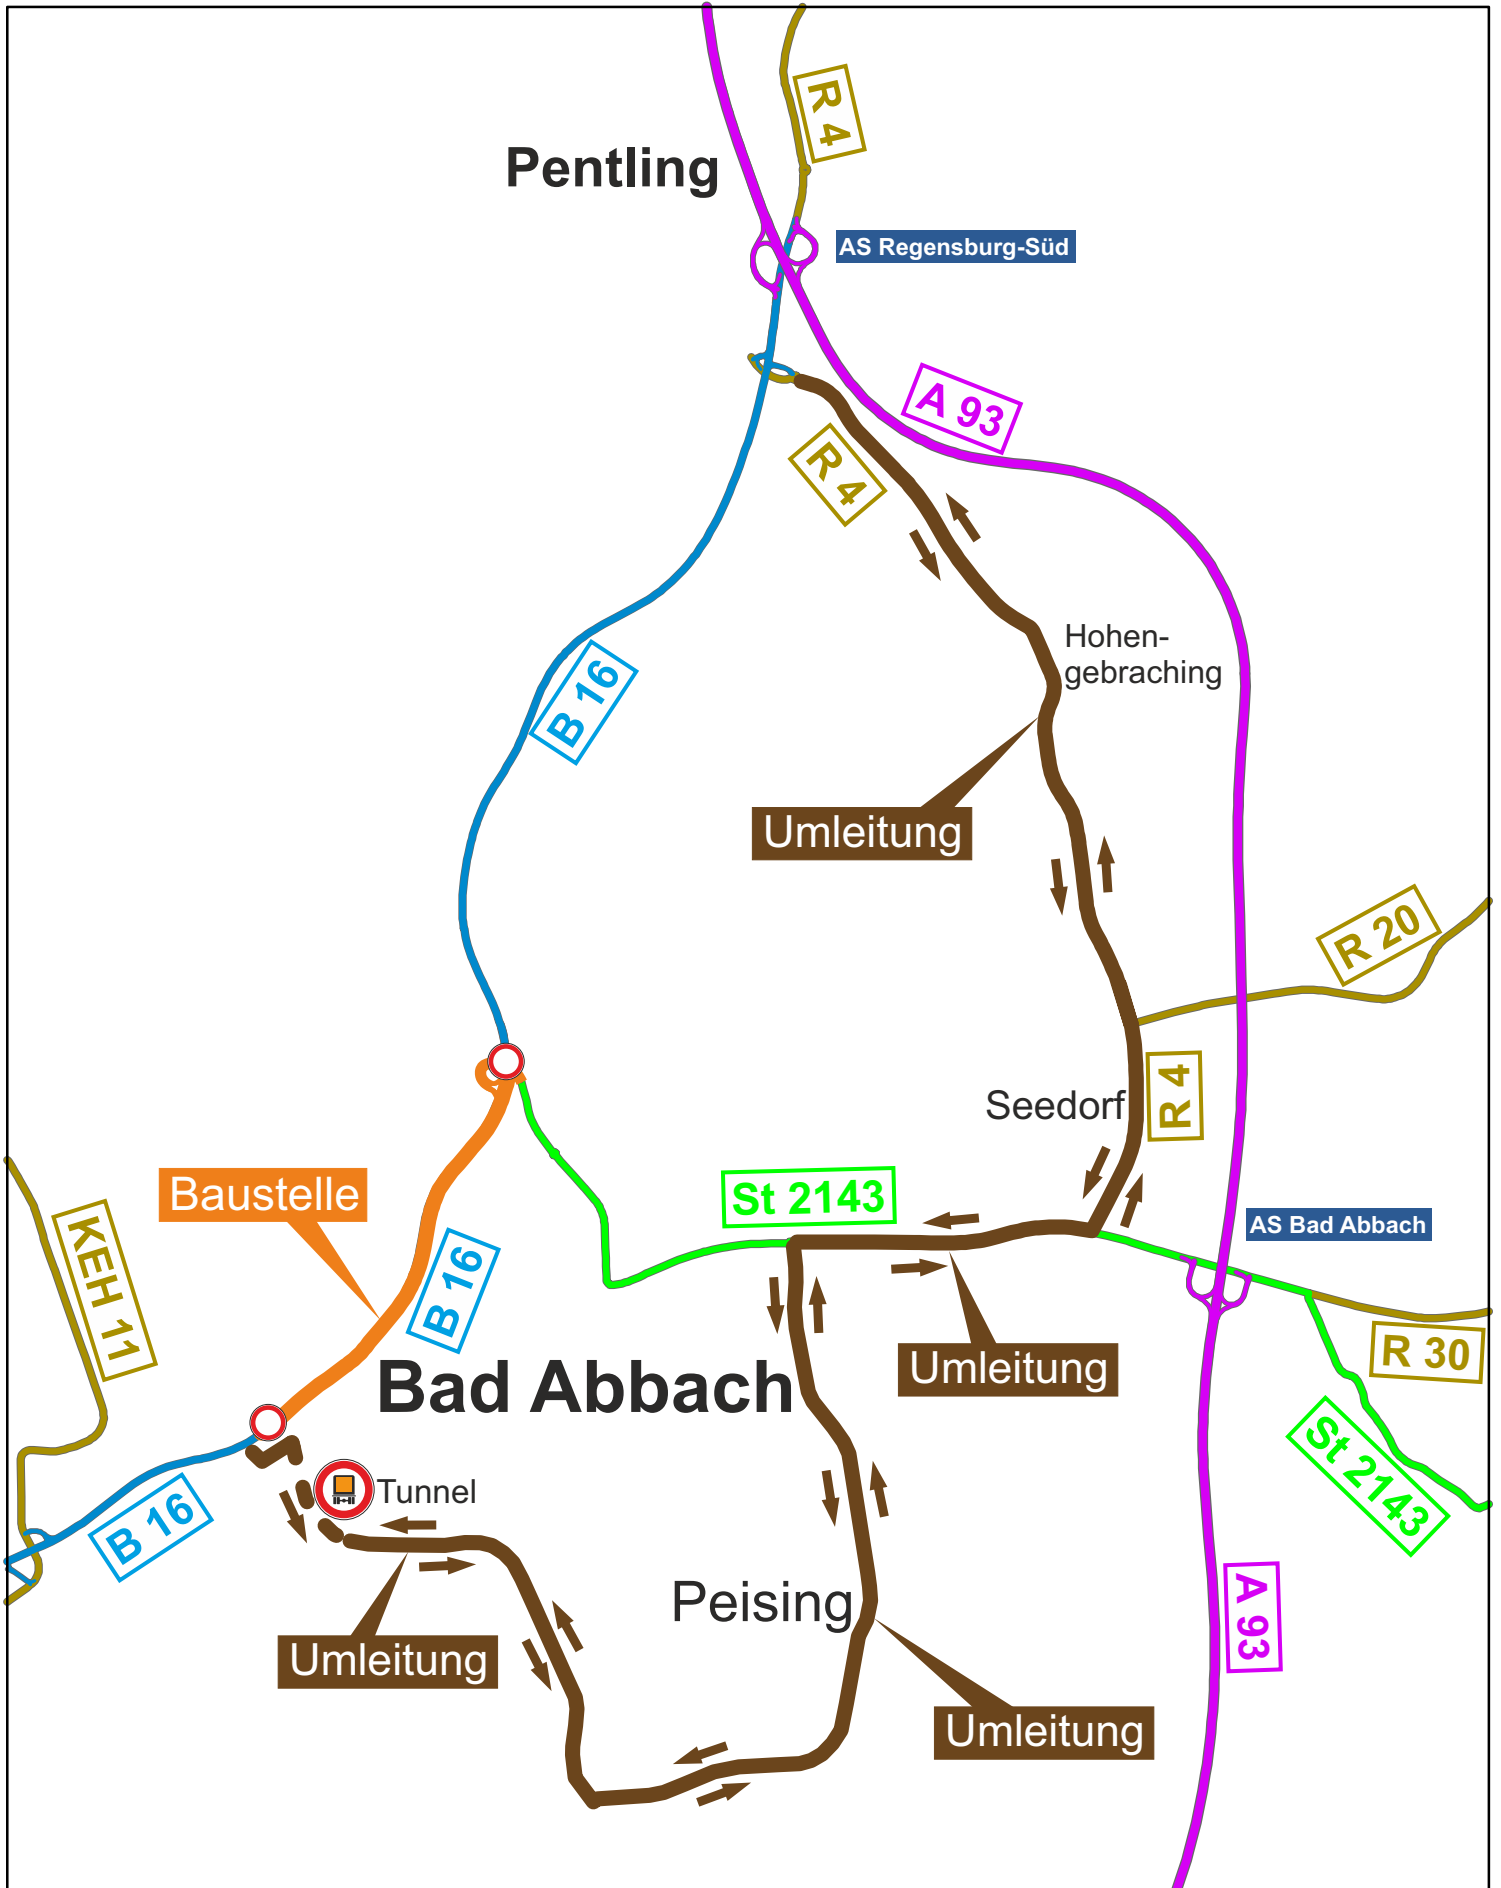 R 4
Pentling
AS Regensburg-Süd
A 93
R 4
Hohen-
gebraching
B 16
Umleitung
R 20
Seedorf
R 4
Baustelle
St 2143
KEH 11
B 16
AS Bad Abbach
Umleitung
R 30
Bad Abbach
St 2143
Tunnel
B 16
A 93
Peising
Umleitung
Umleitung